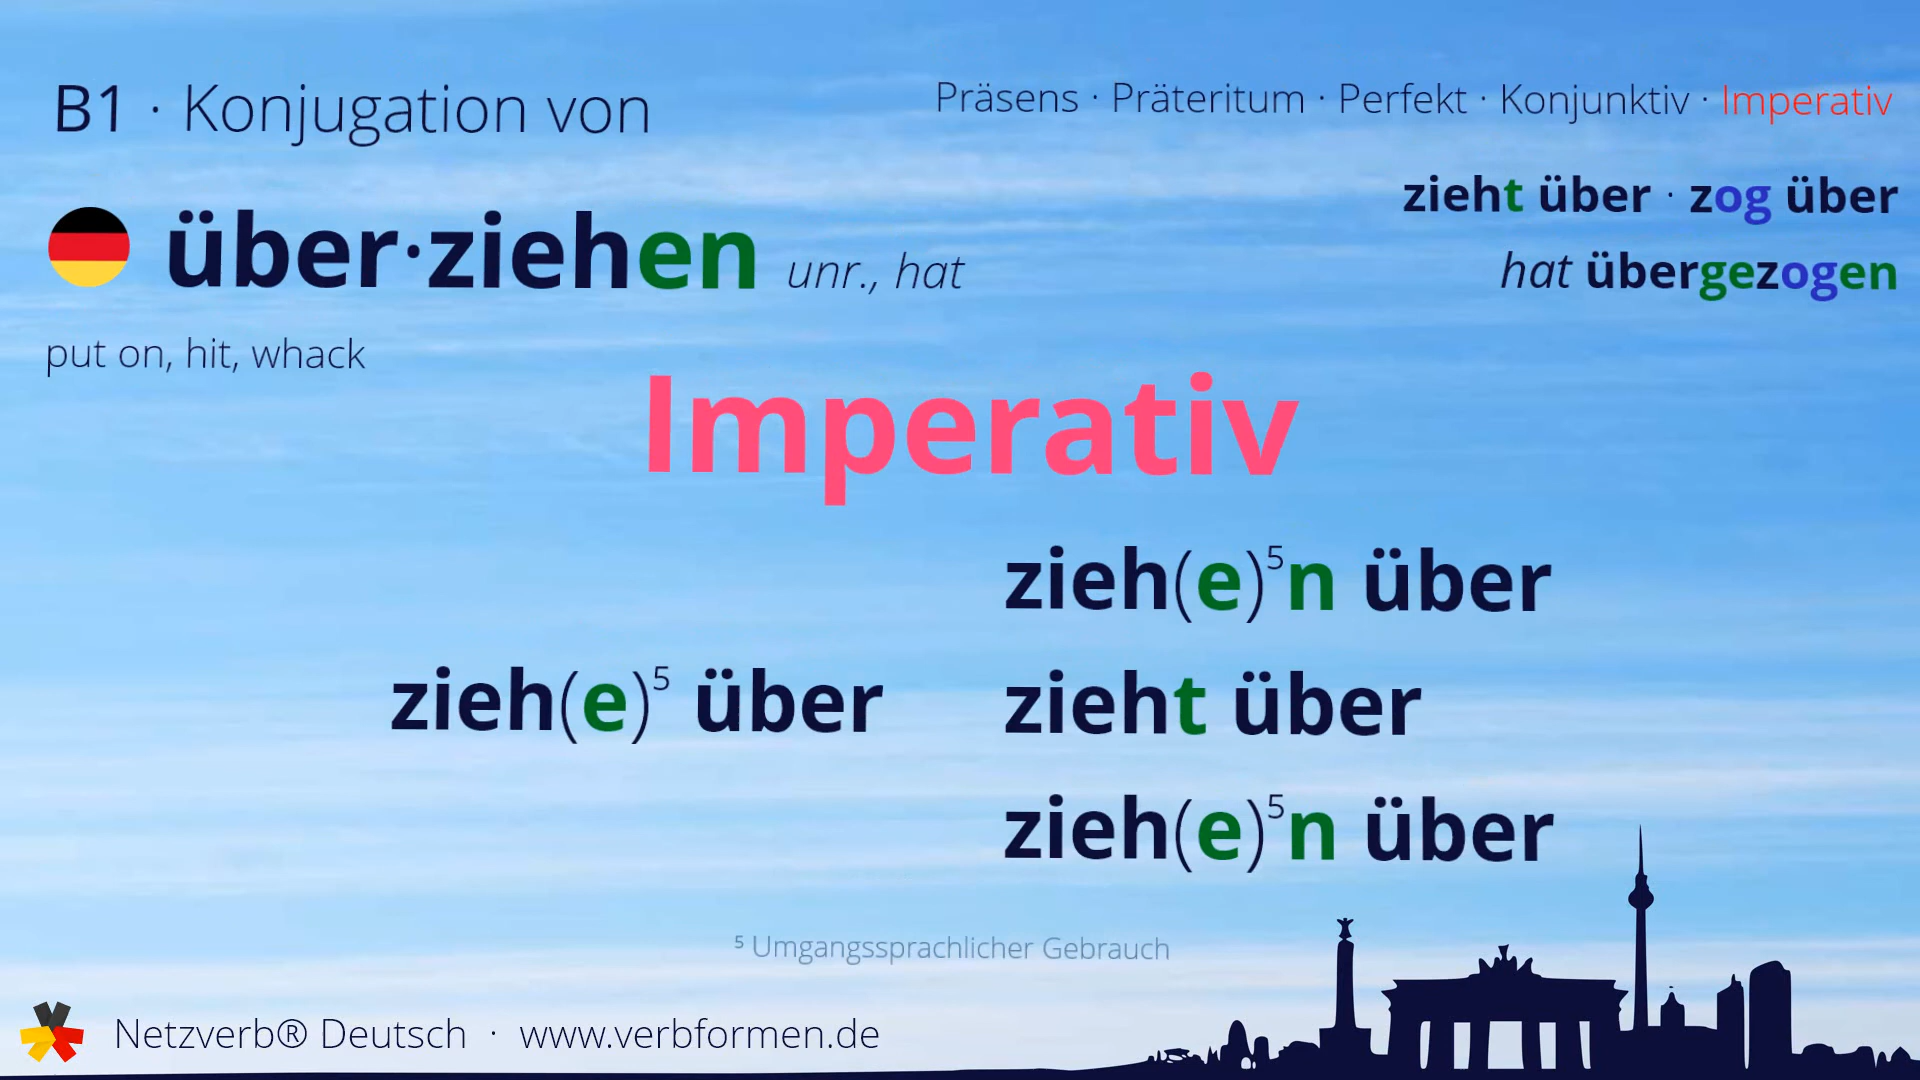 B1 · Konjugation von
Präsens · Präteritum · Perfekt · Konjunktiv · Imperativ
über·ziehen unr., hat
zieht über · zog über
hat übergezogen
put on, hit, whack
Imperativ
zieh(e)⁵n über
zieh(e)⁵ über
zieht über
zieh(e)⁵n über
⁵ Umgangssprachlicher Gebrauch
Netzverb® Deutsch · www.verbformen.de